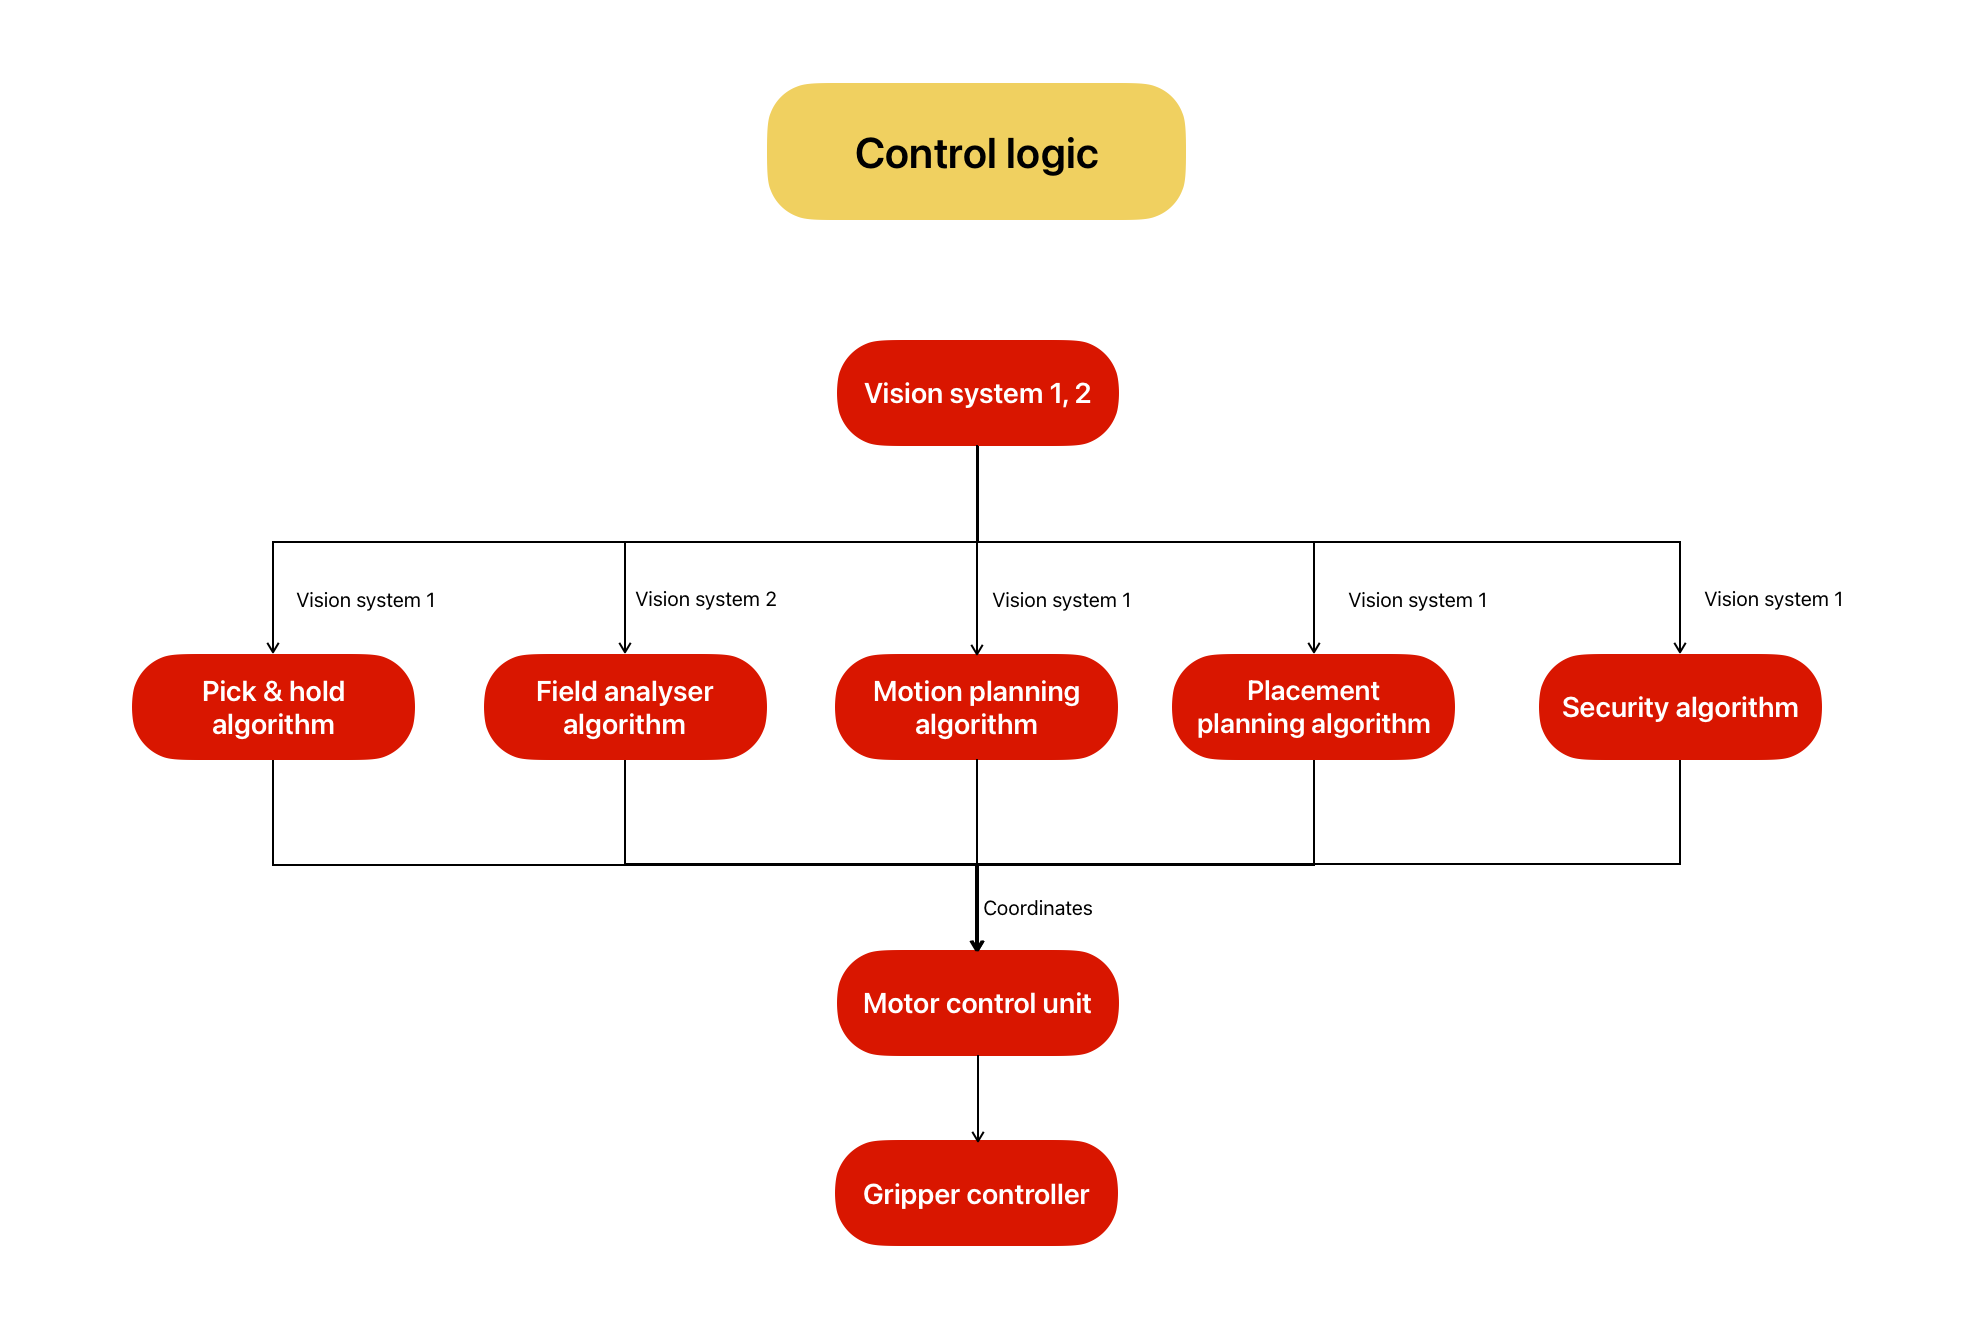 Control logic
Vision system 1, 2
Vision system 1
Vision system 2
Vision system 1
Vision system 1
Vision system 1
Pick & hold
algorithm
Field analyser
algorithm
Motion planning
algorithm
Placement
planning algorithm
Security algorithm
Coordinates
Motor control unit
Gripper controller